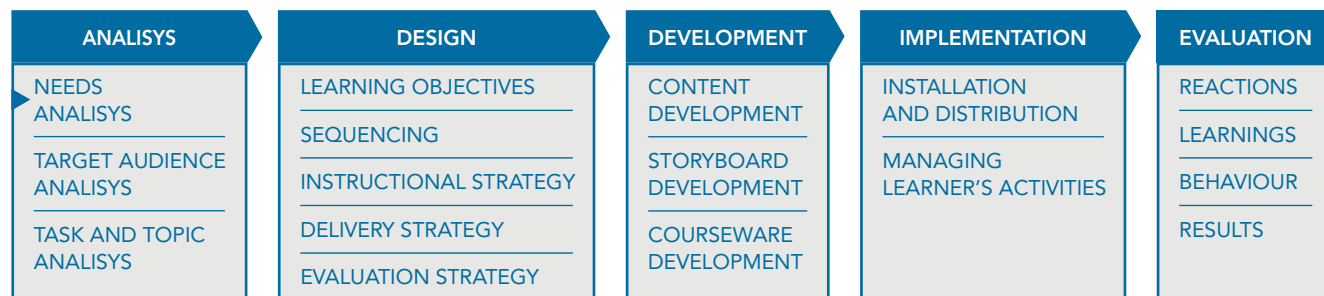 ANALISYS
NEEDS
ANALISYS
TARGET AUDIENCE
ANALISYS
TASK AND TOPIC
ANALISYS
DESIGN
LEARNING OBJECTIVES
SEQUENCING
INSTRUCTIONAL STRATEGY
DELIVERY STRATEGY
EVALUATION STRATEGY
DEVELOPMENT
CONTENT
DEVELOPMENT
STORYBOARD
DEVELOPMENT
COURSEWARE
DEVELOPMENT
IMPLEMENTATION
INSTALLATION
AND DISTRIBUTION
MANAGING
LEARNER’S ACTIVITIES
EVALUATION
REACTIONS
LEARNINGS
BEHAVIOUR
RESULTS